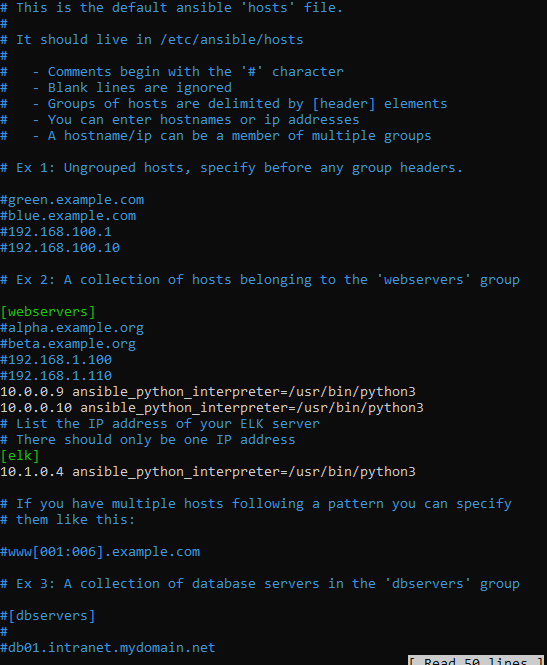 # This is the default ansible 'hosts' file.
#
# It should live in /etc/ansible/hosts
#
#   - Comments begin with the '#' character
#   - Blank lines are ignored
#   - Groups of hosts are delimited by [header] elements
#   - You can enter hostnames or ip addresses
#   - A hostname/ip can be a member of multiple groups
# Ex 1: Ungrouped hosts, specify before any group headers.
#green.example.com
#blue.example.com
#192.168.100.1
#192.168.100.10
# Ex 2: A collection of hosts belonging to the 'webservers' group
[webservers]
#alpha.example.org
#beta.example.org
#192.168.1.100
#192.168.1.110
10.0.0.9 ansible_python_interpreter=/usr/bin/python3
10.0.0.10 ansible_python_interpreter=/usr/bin/python3
# List the IP address of your ELK server
# There should only be one IP address
[elk]
10.1.0.4 ansible_python_interpreter=/usr/bin/python3
# If you have multiple hosts following a pattern you can specify
# them like this:
#www[001:006].example.com
# Ex 3: A collection of database servers in the 'dbservers' group
#[dbservers]
#
#db01.intranet.mydomain.net
[ Read 50 lines ]